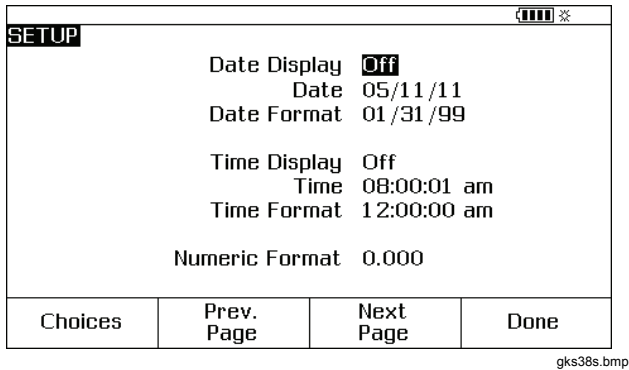 SETUP
Date Display Off
Date 05/11/11
Date Format 01/31/99
Time Display Off
Time 08:00:01 am
Time Format 12:00:00 am
Numeric Format 0.000
Choices
Prev. Page
Next Page
Done
gks38s.bmp